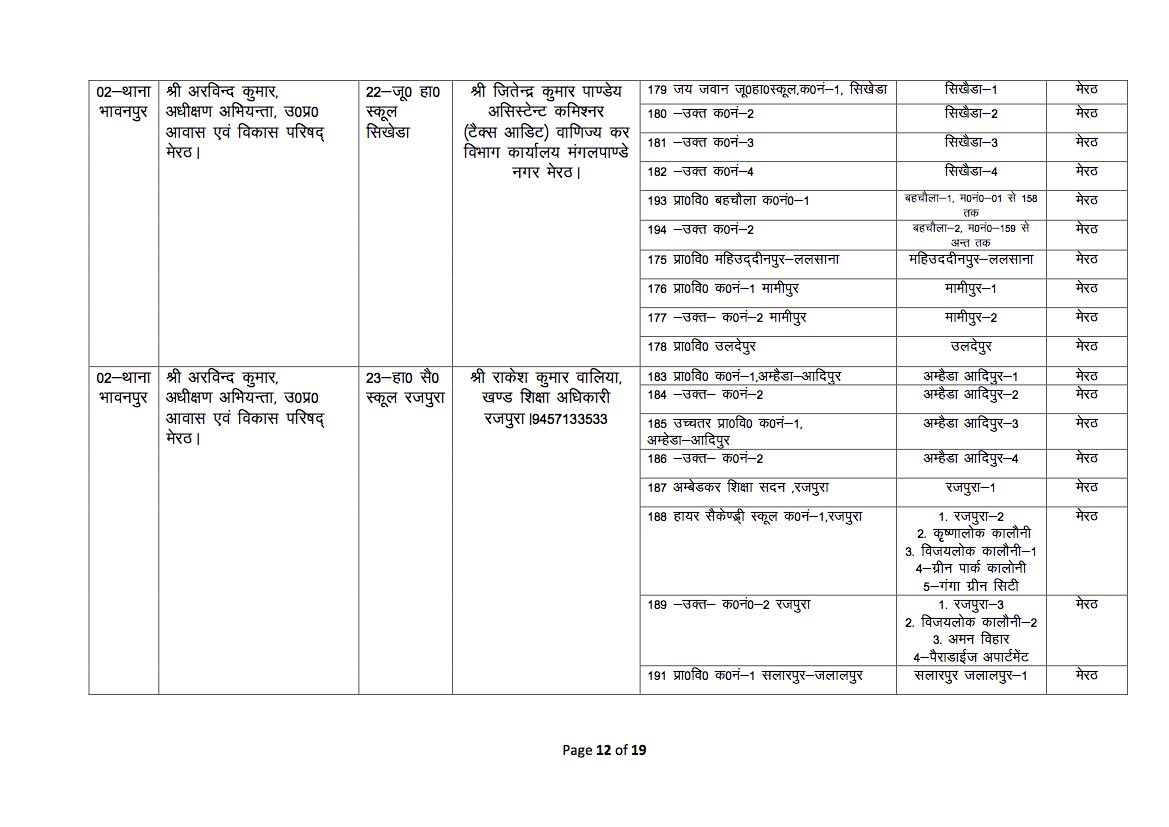 02–थाना
भावनपुर
श्री अरविन्द कुमार,
अधीक्षण अभियन्ता, उ0प्र0
आवास एवं विकास परिषद्
मेरठ।
22–जू0 हा0
स्कूल
सिखेडा
श्री जितेन्द्र कुमार पाण्डेय
असिस्टेन्ट कमिश्नर
(टैक्स आडिट) वाणिज्य कर
विभाग कार्यालय मंगलपाण्डे
नगर मेरठ।
179 जय जवान जू0हा0स्कूल,क0नं–1, सिखेडा
सिखैडा–1
मेरठ
180 –उक्त क0नं–2
सिखैडा–2
मेरठ
181 –उक्त क0नं–3
सिखैडा–3
मेरठ
182 –उक्त क0नं–4
सिखैडा–4
मेरठ
193 प्रा0वि0 बहचौला क0नं0–1
बहचौला–1, म0नं0–01 से 158
तक
मेरठ
194 –उक्त क0नं–2
बहचौला–2, म0नं0–159 से
अन्त तक
मेरठ
175 प्रा0वि0 महिउद्दीनपुर–ललसाना
महिउददीनपुर–ललसाना
मेरठ
176 प्रा0वि0 क0नं–1 मामीपुर
मामीपुर–1
मेरठ
177 –उक्त– क0नं–2 मामीपुर
मामीपुर–2
मेरठ
178 प्रा0वि0 उलदेपुर
उलदेपुर
मेरठ
02–थाना
भावनपुर
श्री अरविन्द कुमार,
अधीक्षण अभियन्ता, उ0प्र0
आवास एवं विकास परिषद्
मेरठ।
23–हा0 सै0
स्कूल रजपुरा
श्री राकेश कुमार वालिया,
खण्ड शिक्षा अधिकारी
रजपुरा।9457133533
183 प्रा0वि0 क0नं–1,अम्हैडा–आदिपुर
अम्हैडा आदिपुर–1
मेरठ
184 –उक्त– क0नं–2
अम्हैडा आदिपुर–2
मेरठ
185 उच्चतर प्रा0वि0 क0नं–1,
अम्हेडा–आदिपुर
अम्हैडा आदिपुर–3
मेरठ
186 –उक्त– क0नं–2
अम्हैडा आदिपुर–4
मेरठ
187 अम्बेडकर शिक्षा सदन ,रजपुरा
रजपुरा–1
मेरठ
188 हायर सैकेण्ड्री स्कूल क0नं–1,रजपुरा
1. रजपुरा–2
2. कृष्णालोक कालौनी
3. विजयलोक कालौनी–1
4–ग्रीन पार्क कालोनी
5–गंगा ग्रीन सिटी
मेरठ
189 –उक्त– क0नं0–2 रजपुरा
1. रजपुरा–3
2. विजयलोक कालौनी–2
3. अमन विहार
4–पैराडाईज अपार्टमेंट
मेरठ
191 प्रा0वि0 क0नं–1 सलारपुर–जलालपुर
सलारपुर जलालपुर–1
मेरठ
Page 12 of 19